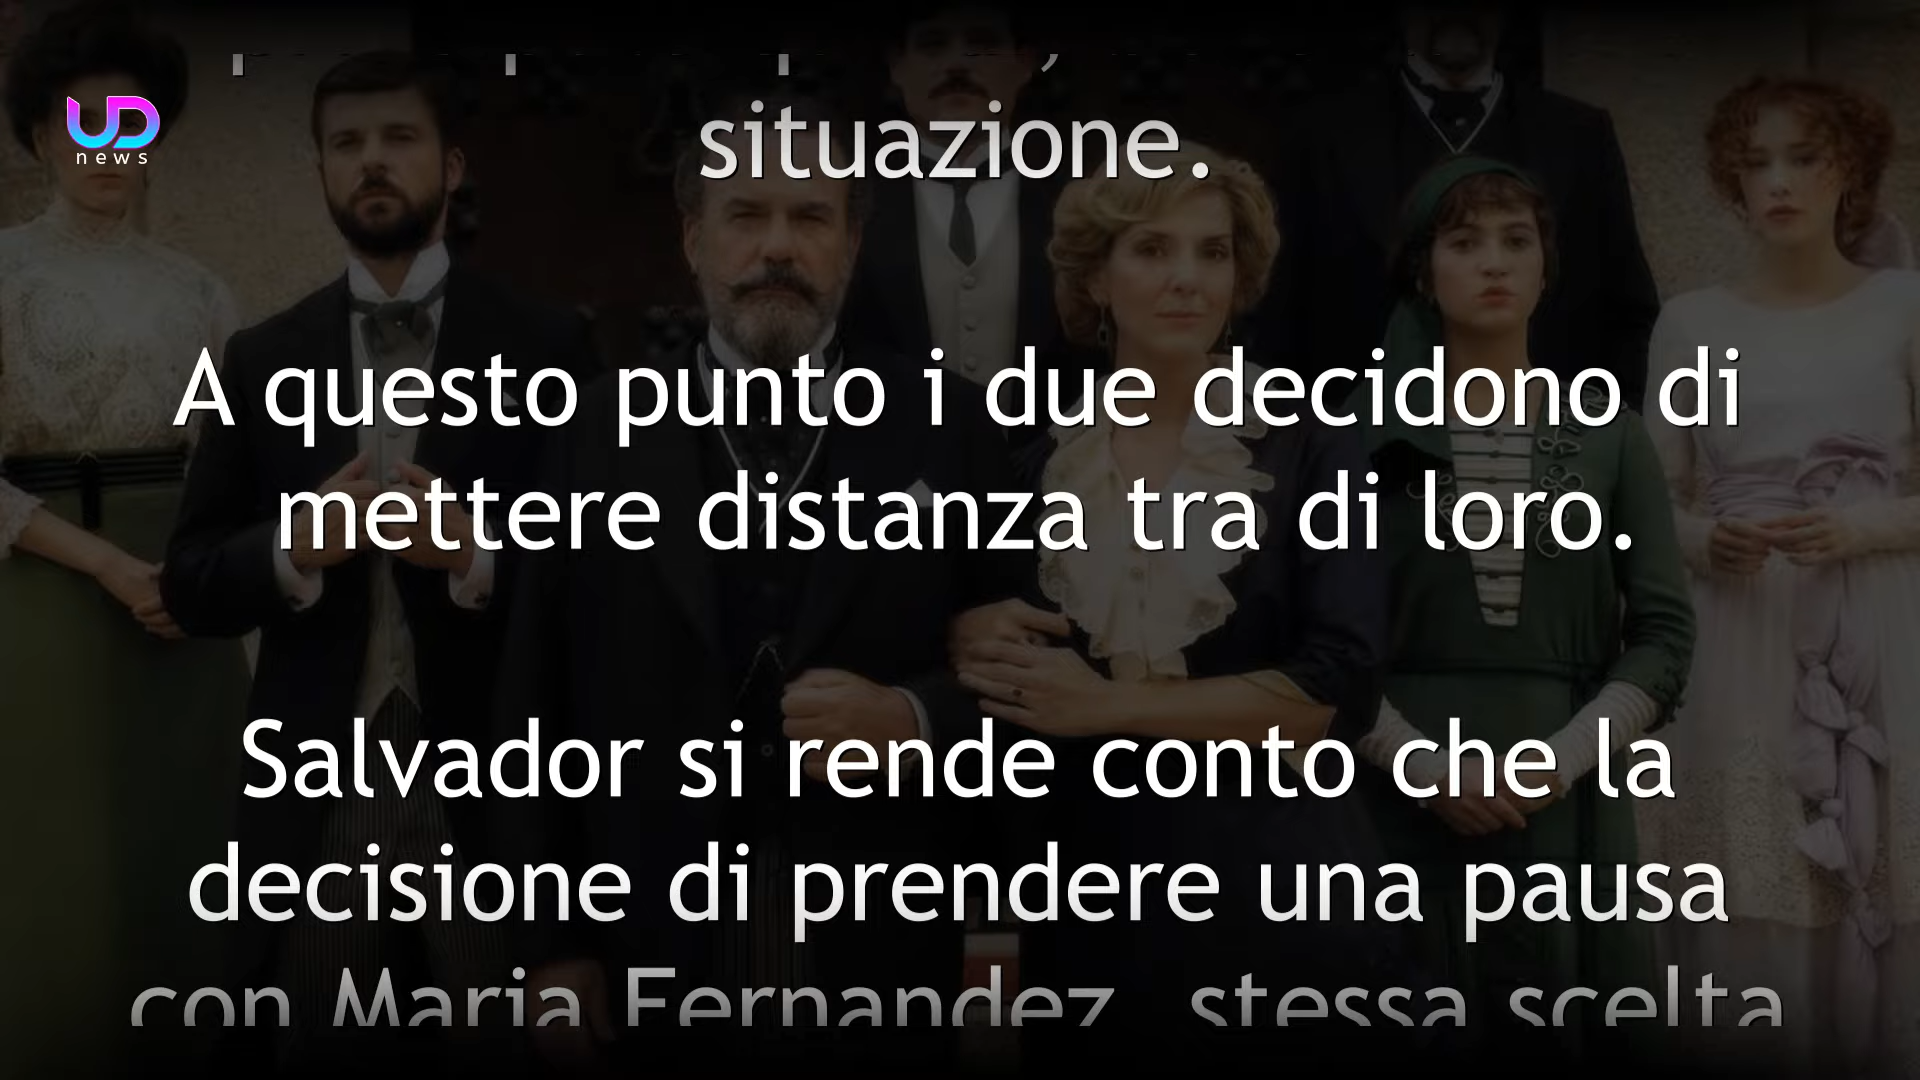 UD
news
situazione.
A questo punto i due decidono di
mettere distanza tra di loro.
Salvador si rende conto che la
decisione di prendere una pausa
con Maria Fernandez, stessa scelta